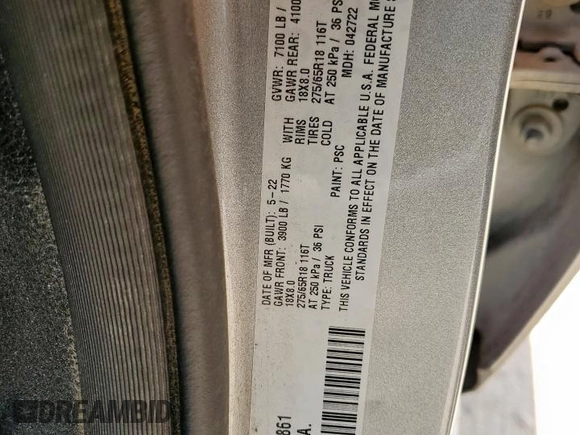 DATE OF MFR (BUILT): 5-22
GVWR: 7100 LB /
GAWR FRONT: 3900 LB / 1770 KG
WITH
GAWR REAR: 4100
18X8.0
RIMS
18X8.0
275/65R18 116T
TIRES
275/65R18 116T
AT 250 kPa / 36 PSI
COLD
AT 250 kPa / 36 PSI
TYPE: TRUCK
PAINT: PSC
MDH: 042722
THIS VEHICLE CONFORMS TO ALL APPLICABLE U.S.A. FEDERAL
STANDARDS IN EFFECT ON THE DATE OF MANUFACTURE
861
A.
DREAMBID